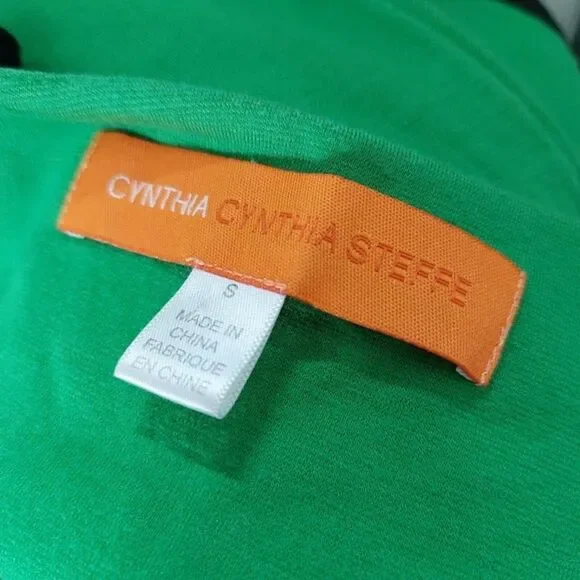 CYNTHIA CYNTHIA STEFFE
S
MADE IN
CHINA
FABRIQUE
EN CHINE